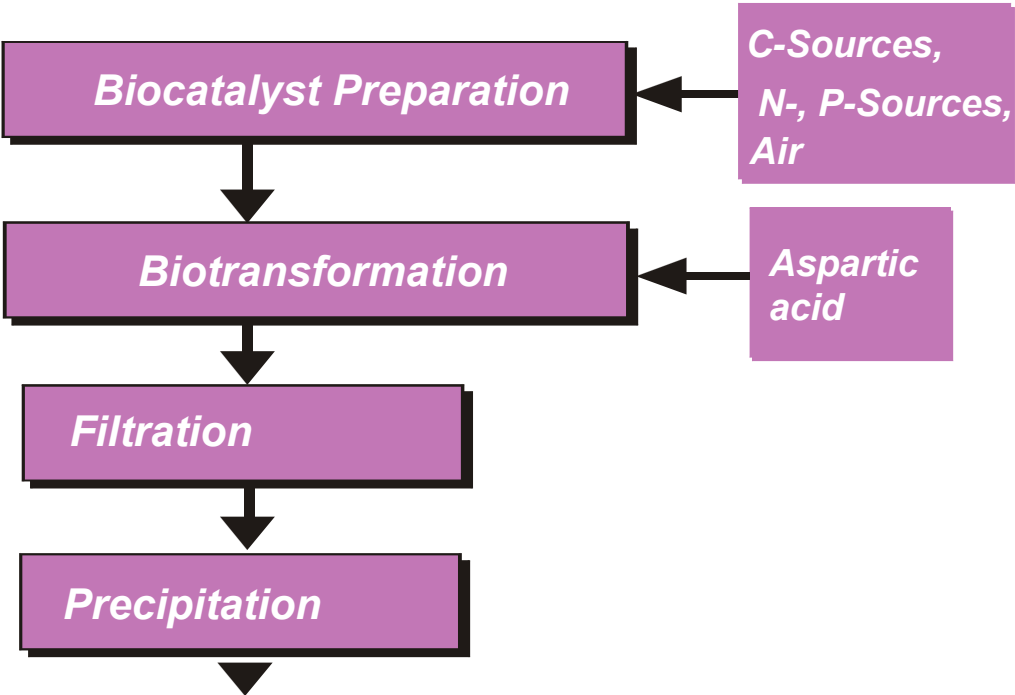 Biocatalyst Preparation
C-Sources,
N-, P-Sources,
Air
Biotransformation
Aspartic
acid
Filtration
Precipitation